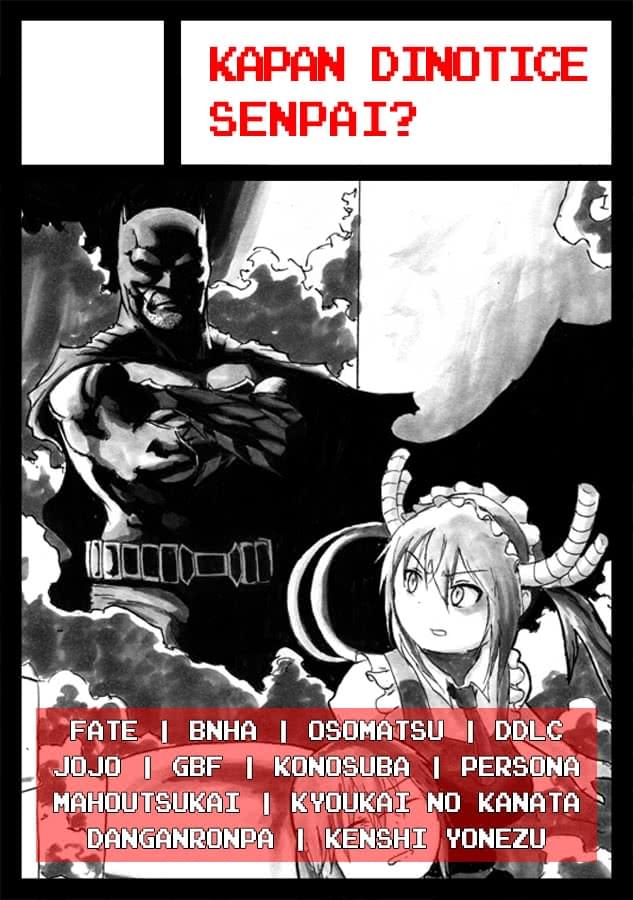 KAPAN DINOTICE
SENPAI?
FATE | BNHA | OSOMATSU | DDLC
JOJO | GBF | KONOSUBA | PERSONA
MAHOUTSUKAI | KYOUKAI NO KANATA
DANGANRONPA | KENSHI YONEZU